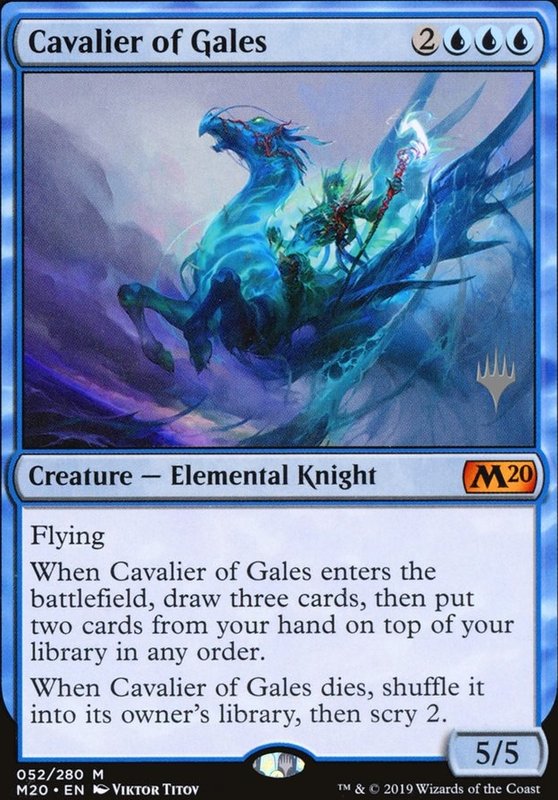 Cavalier of Gales 2
Creature — Elemental Knight M20
Flying
When Cavalier of Gales enters the
battlefield, draw three cards, then put
two cards from your hand on top of your
library in any order.
When Cavalier of Gales dies, shuffle it
into its owner's library, then scry 2.
5/5
052/280 M
M20 • EN Viktor Titov
™ & © 2019 Wizards of the Coast